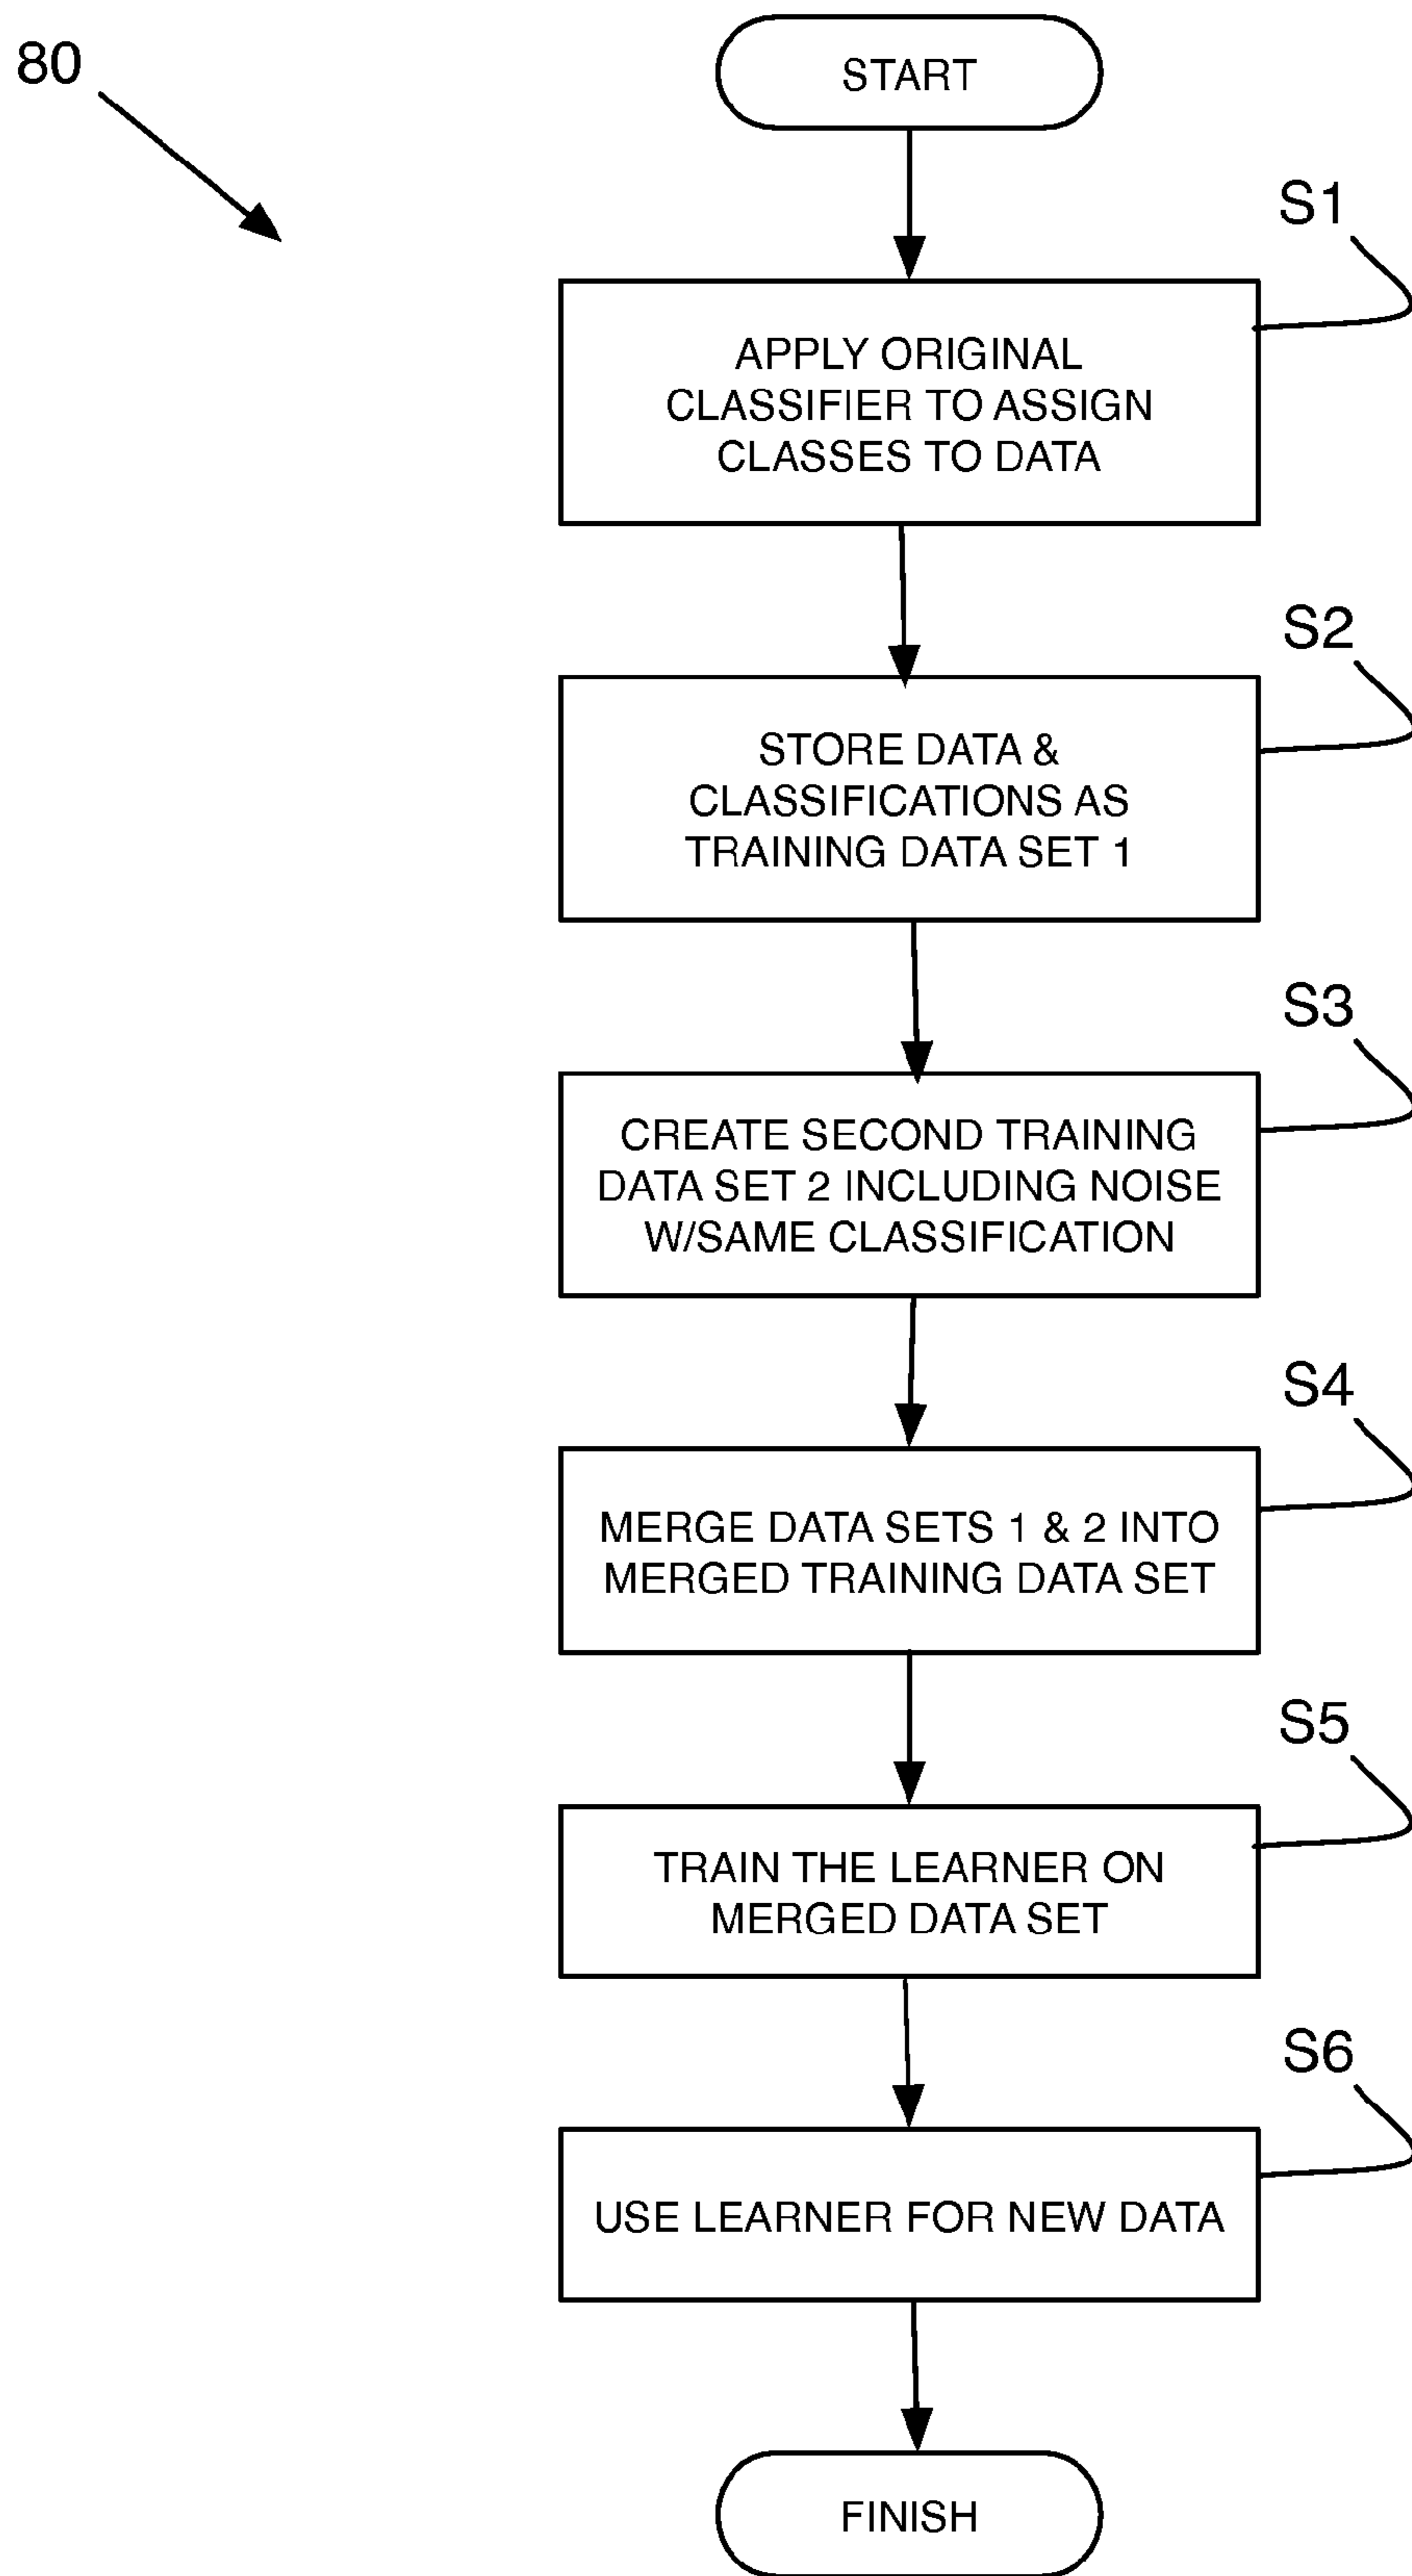 80
START
S1
APPLY ORIGINAL
CLASSIFIER TO ASSIGN
CLASSES TO DATA
S2
STORE DATA &
CLASSIFICATIONS AS
TRAINING DATA SET 1
S3
CREATE SECOND TRAINING
DATA SET 2 INCLUDING NOISE
W/SAME CLASSIFICATION
S4
MERGE DATA SETS 1 & 2 INTO
MERGED TRAINING DATA SET
S5
TRAIN THE LEARNER ON
MERGED DATA SET
S6
USE LEARNER FOR NEW DATA
FINISH